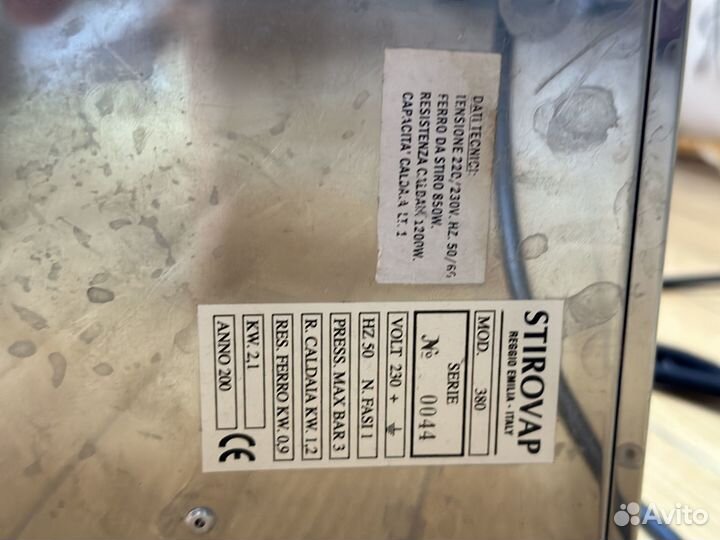 DATI TECNICI:
TENSIONE 220/230V. HZ. 50/60
FERRO DA STIRO 850W.
RESISTENZA CALDAIA 1200W.
CAPACITA' CALDAIA LT. 1
STIROVAP
REGGIO EMILIA - ITALY
MOD. 380
SERIE
No 0044
VOLT 230 +
HZ 50 N. FASI 1
PRESS. MAX BAR 3
R. CALDAIA KW. 1.2
RES. FERRO KW. 0.9
KW. 2.1
ANNO 200
CE
Avito